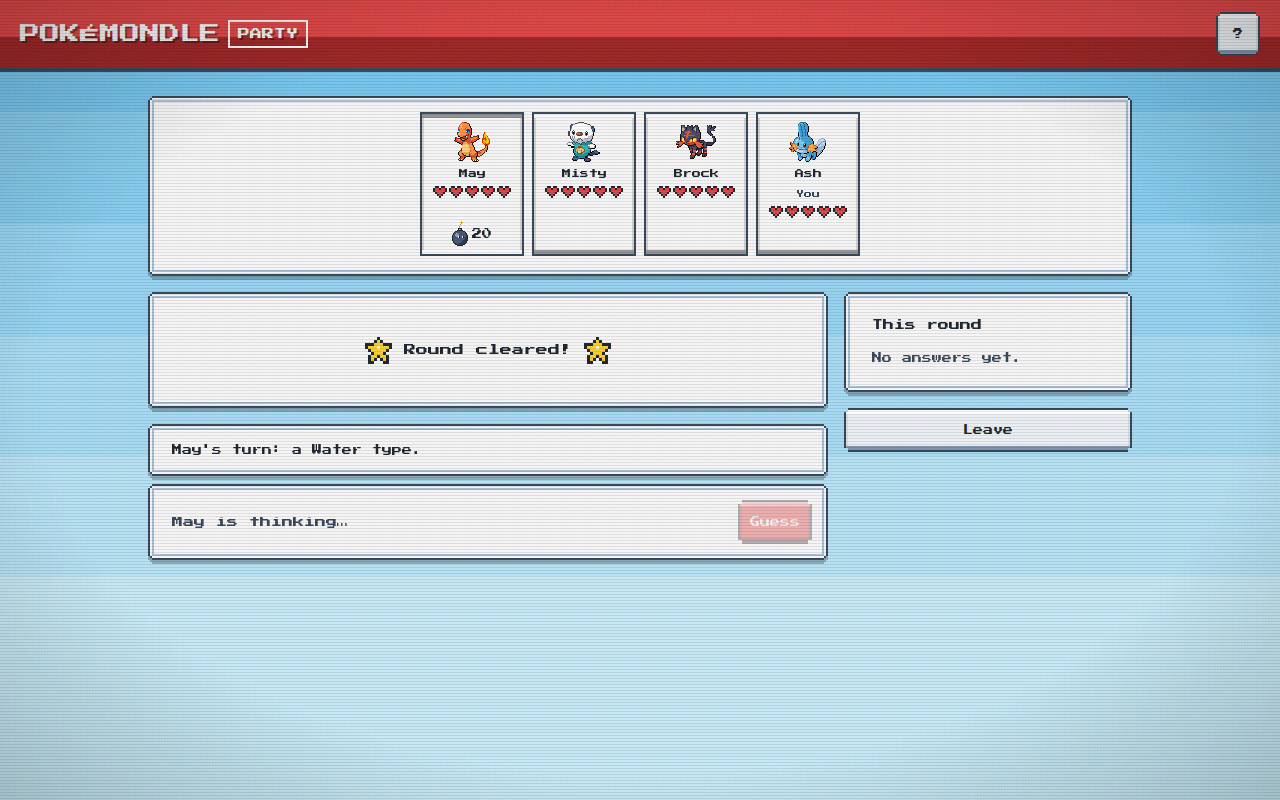 POKéMONDLE PARTY
?
May
Misty
Brock
Ash
You
20
Round cleared!
This round
No answers yet.
Leave
May's turn: a Water type.
May is thinking…
Guess